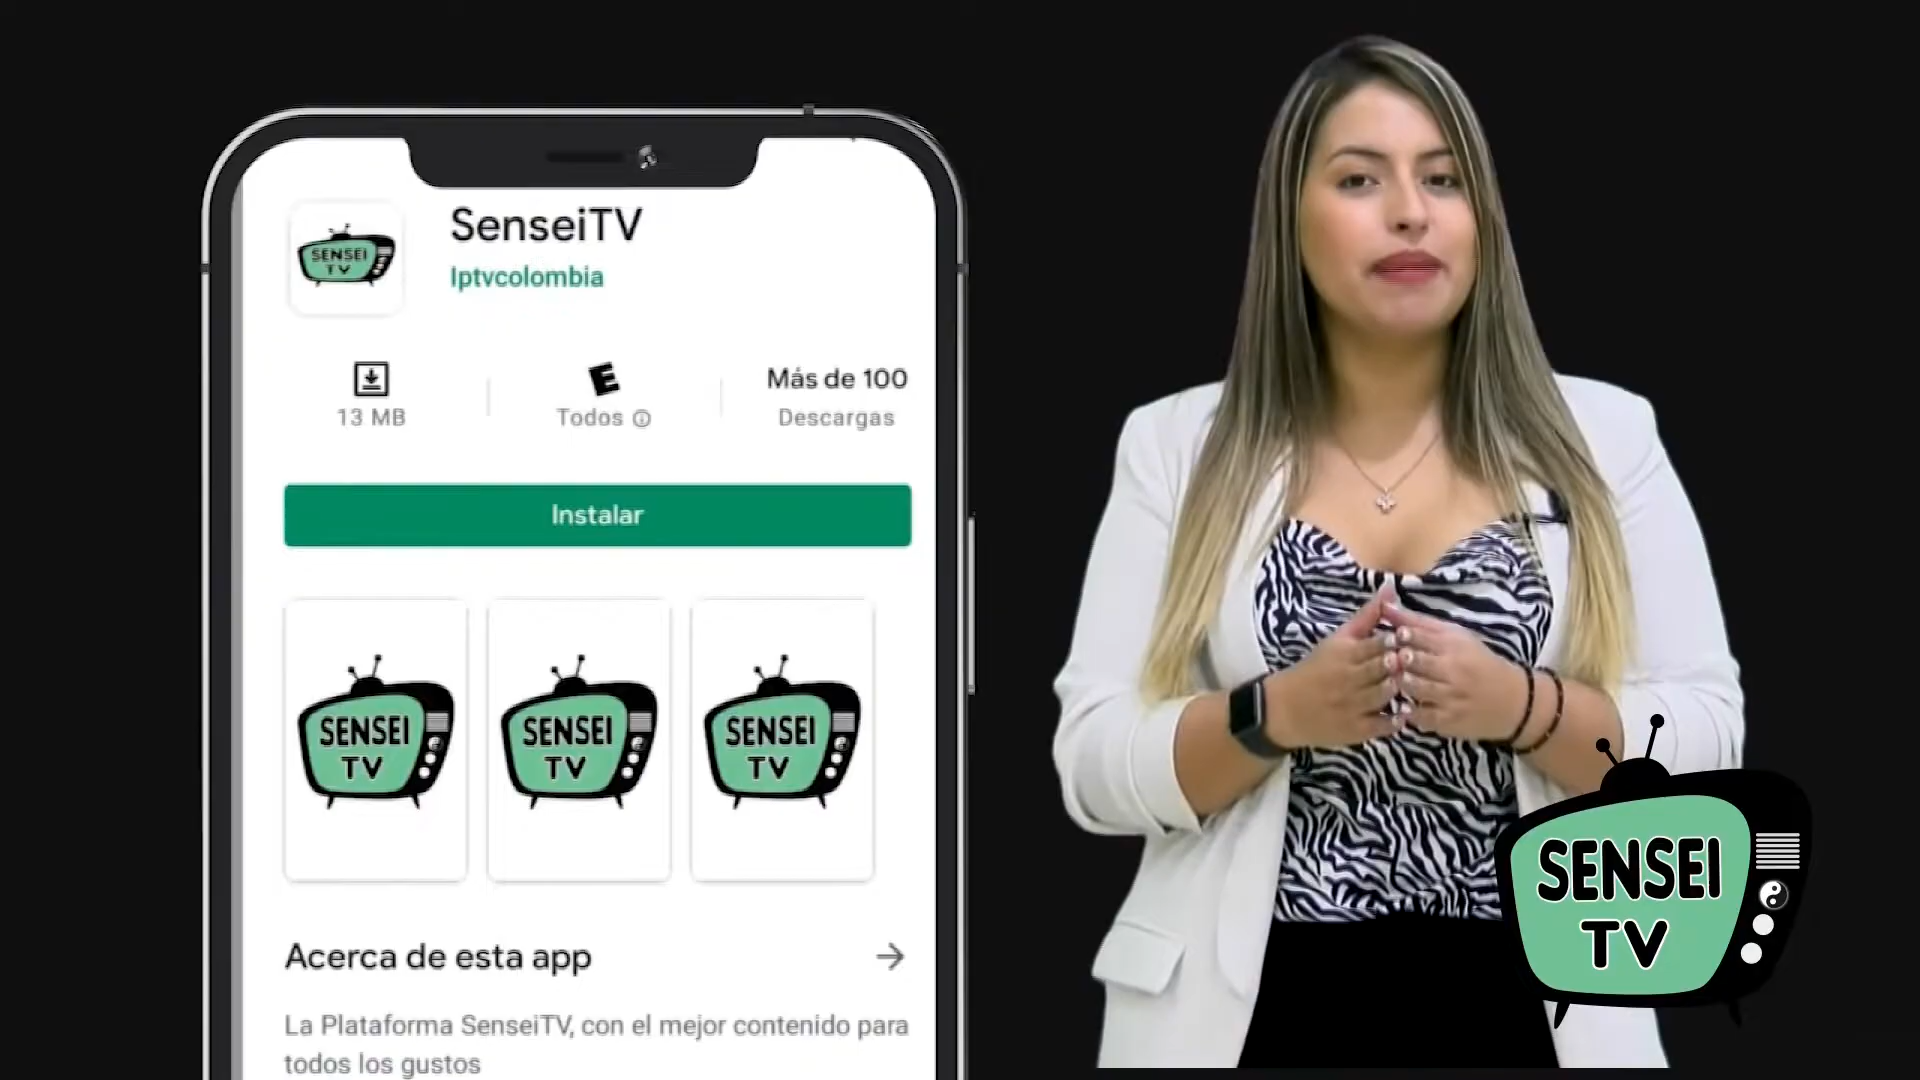 SenseiTV
Iptvcolombia
SENSEI
TV
13 MB
Todos
Más de 100
Descargas
Instalar
SENSEI
TV
SENSEI
TV
SENSEI
TV
Acerca de esta app
La Plataforma SenseiTV, con el mejor contenido para
todos los gustos
SENSEI
TV